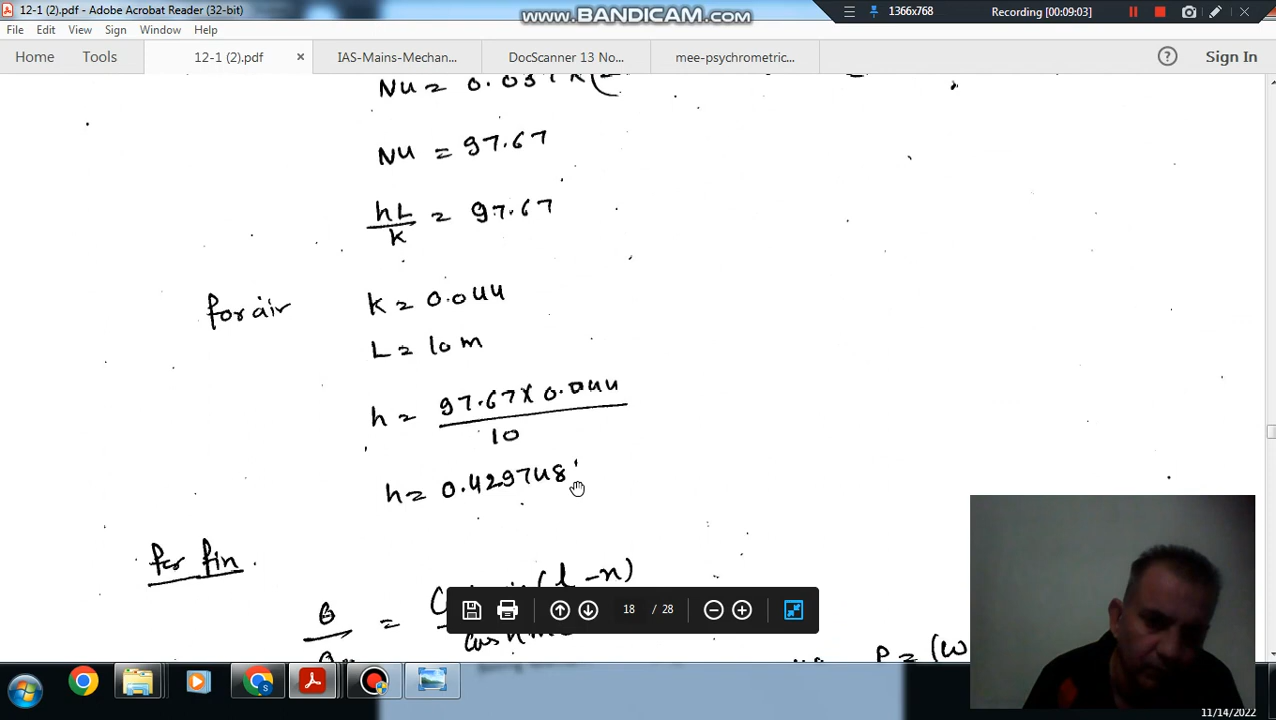 12-1 (2).pdf - Adobe Acrobat Reader (32-bit)
www.BANDICAM.com
1366x768
Recording [00:09:03]
File Edit View Sign Window Help
Home Tools 12-1 (2).pdf × IAS-Mains-Mechan... DocScanner 13 No... mee-psychrometric... Sign In
Nu =
Nu = 97.67
hL/k = 97.67
for air k = 0.044
L = 10 m
h = 97.67 X 0.044
10
h = 0.429748
for fin
θ =
(l-x)
18 / 28
P = (w
11/14/2022